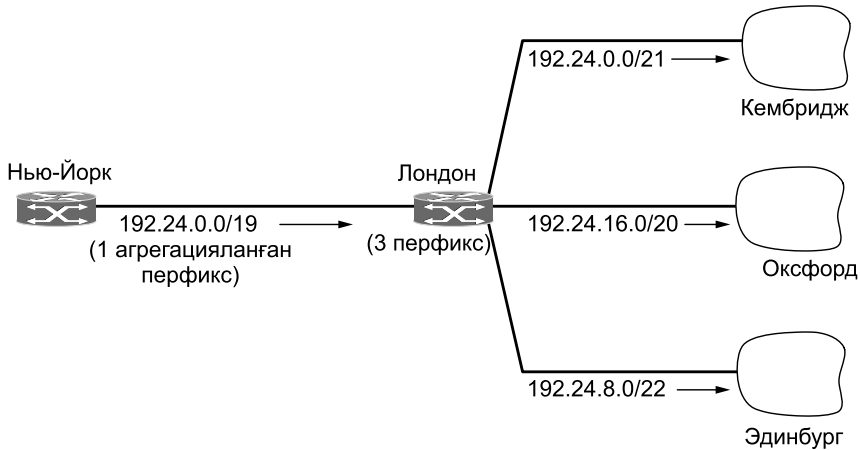 192.24.0.0/21
Кембридж
Нью-Йорк
Лондон
192.24.0.0/19
(1 агрегацияланған
перфикс)
(3 перфикс)
192.24.16.0/20
Оксфорд
192.24.8.0/22
Эдинбург